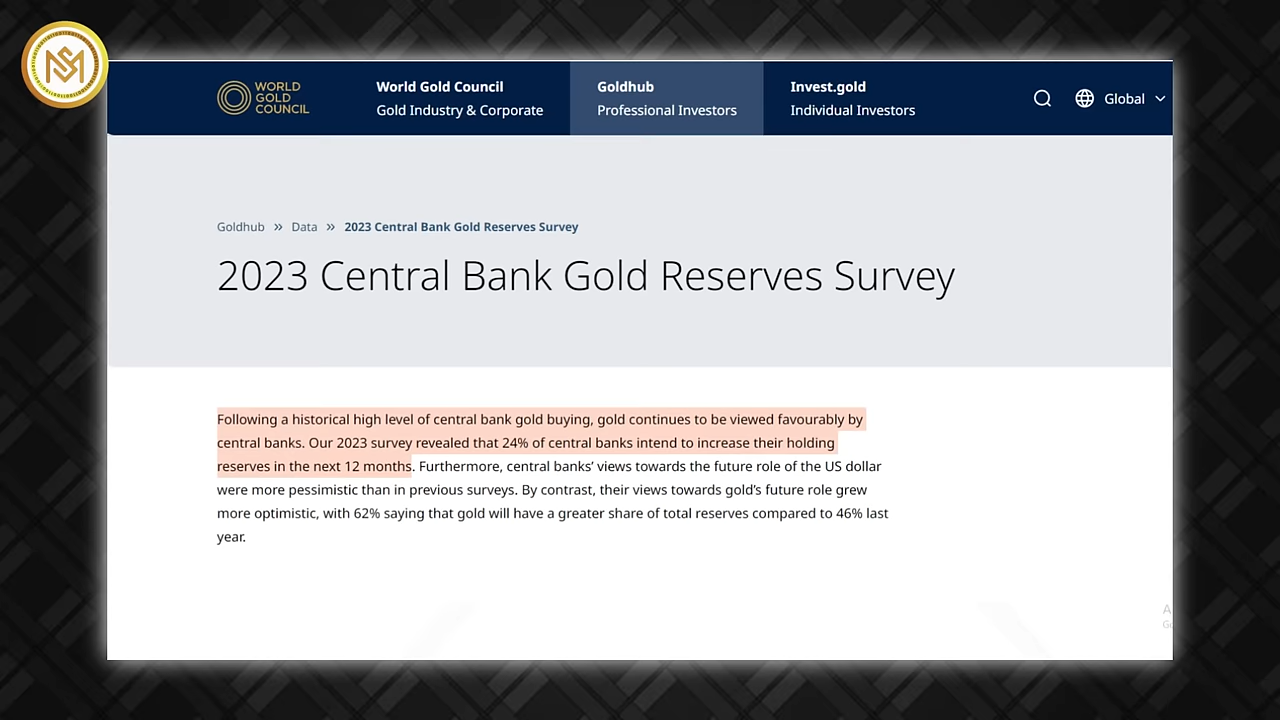 WORLD
GOLD
COUNCIL
World Gold Council
Gold Industry & Corporate
Goldhub
Professional Investors
Invest.gold
Individual Investors
Global
Goldhub » Data » 2023 Central Bank Gold Reserves Survey
2023 Central Bank Gold Reserves Survey
Following a historical high level of central bank gold buying, gold continues to be viewed favourably by
central banks. Our 2023 survey revealed that 24% of central banks intend to increase their holding
reserves in the next 12 months. Furthermore, central banks’ views towards the future role of the US dollar
were more pessimistic than in previous surveys. By contrast, their views towards gold’s future role grew
more optimistic, with 62% saying that gold will have a greater share of total reserves compared to 46% last
year.